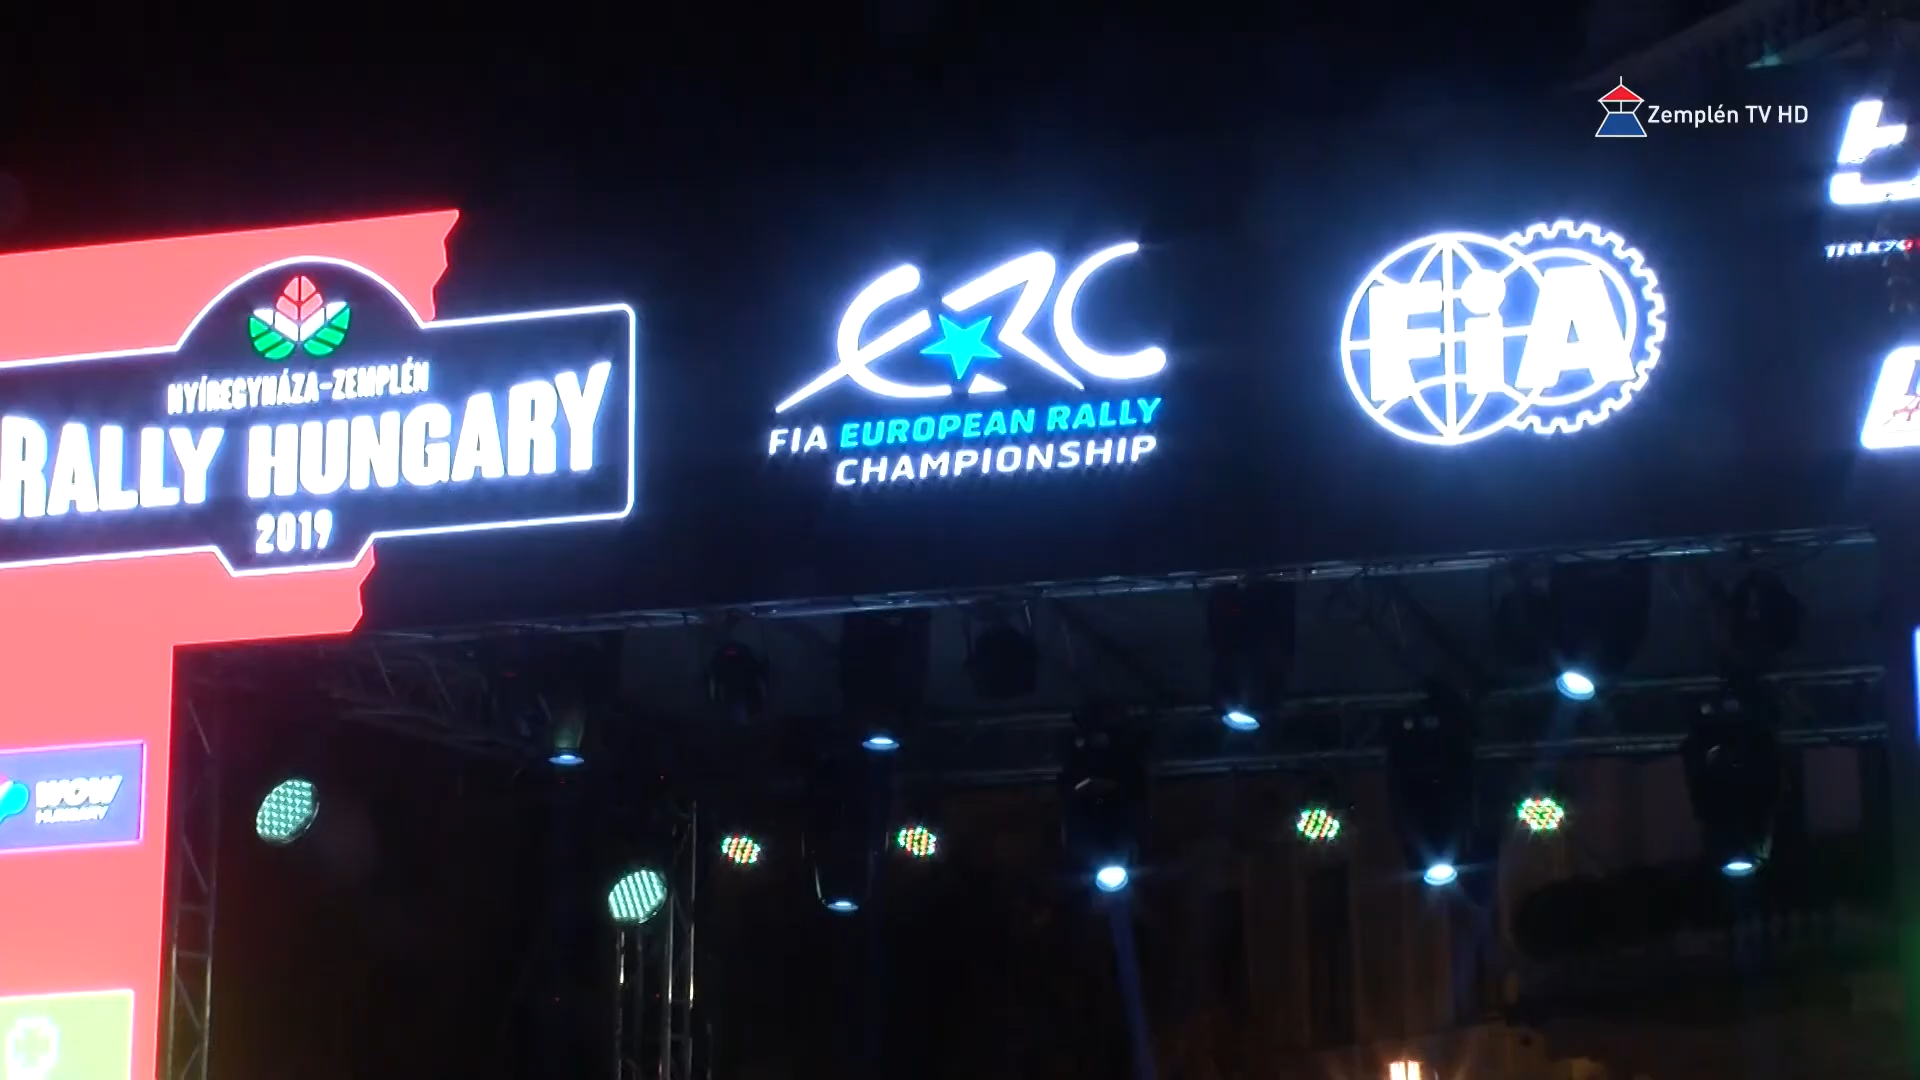 Zemplén TV HD
NYÍREGYHÁZA-ZEMPLÉN
RALLY HUNGARY
2019
ERC
FIA EUROPEAN RALLY
CHAMPIONSHIP
FiA
WOW
HUNGARY